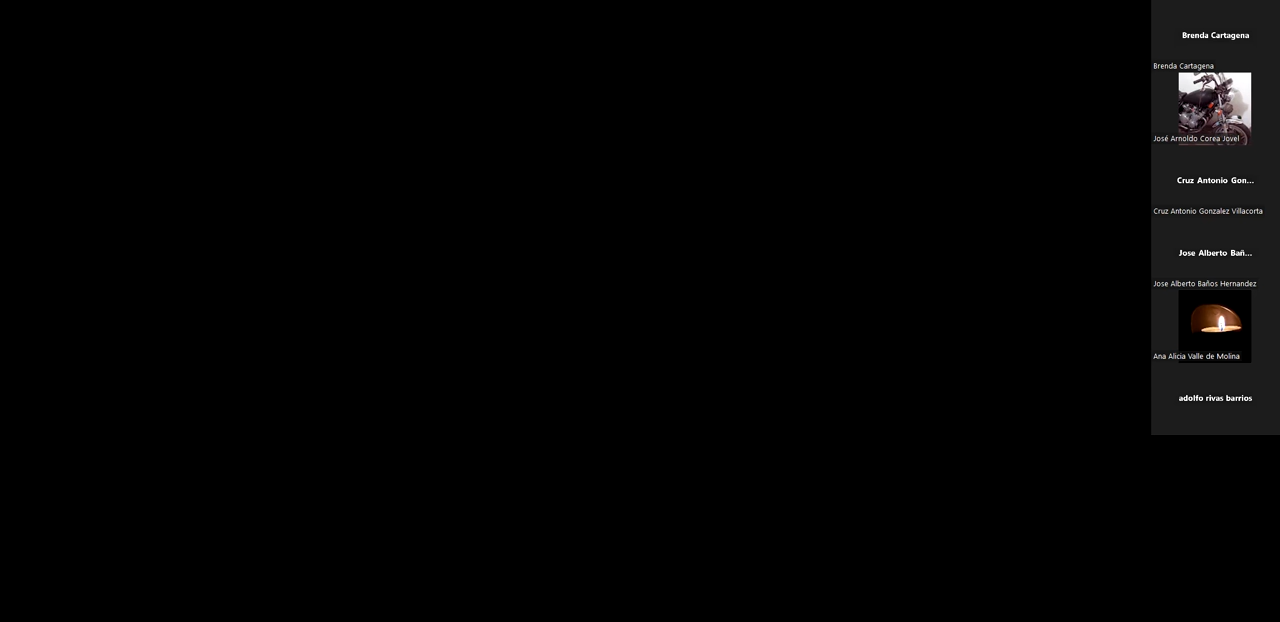 Brenda Cartagena
Brenda Cartagena
José Arnoldo Corea Jovel
Cruz Antonio Gon...
Cruz Antonio Gonzalez Villacorta
Jose Alberto Bañ...
Jose Alberto Baños Hernandez
Ana Alicia Valle de Molina
adolfo rivas barrios